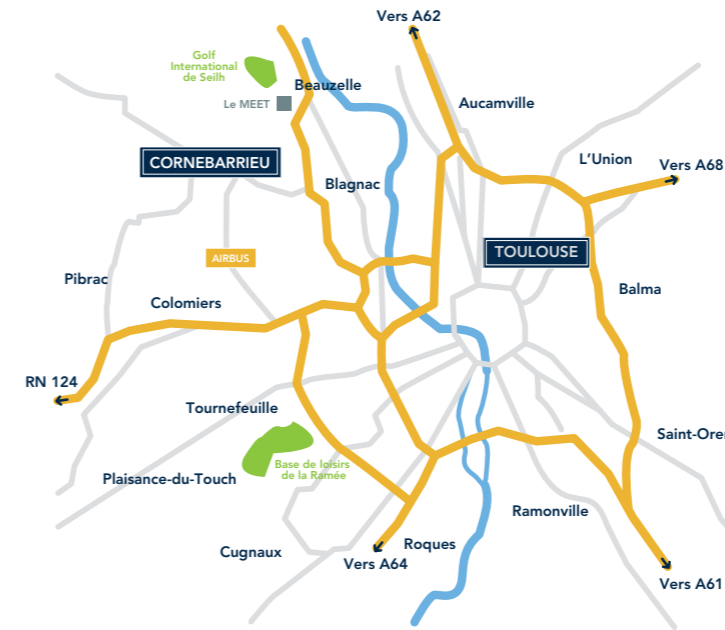 Vers A62
Golf
International
de Seilh
Beauzelle
Le MEET
Aucamville
CORNEBARRIEU
L'Union
Vers A68
Blagnac
TOULOUSE
AIRBUS
Pibrac
Balma
Colomiers
RN 124
Tournefeuille
Saint-Oren
Base de loisirs
de la Ramée
Plaisance-du-Touch
Ramonville
Cugnaux
Roques
Vers A64
Vers A61